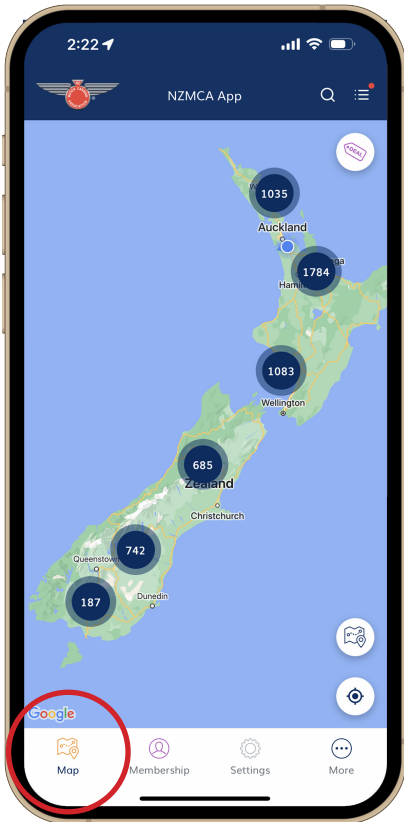 2:22
NZMCA App
DEAL
1035
Auckland
1784
1083
Wellington
685
Zealand
Christchurch
742
Queenstown
Dunedin
187
Google
Map
Membership
Settings
More